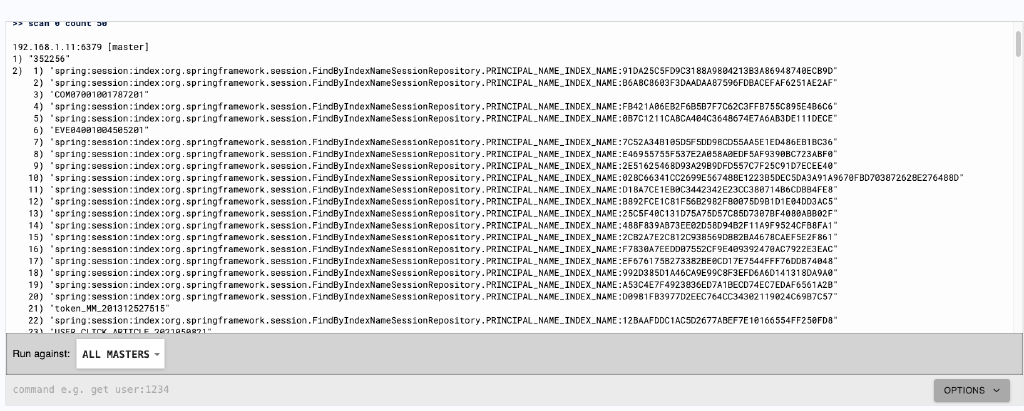 >> scan 0 count 50
192.168.1.11:6379 [master]
1) "352256"
2) 1) "spring:session:index:org.springframework.session.FindByIndexNameSessionRepository.PRINCIPAL_NAME_INDEX_NAME:91DA25C5FD9C3188A9804213B3A86948740ECB9D"
2) "spring:session:index:org.springframework.session.FindByIndexNameSessionRepository.PRINCIPAL_NAME_INDEX_NAME:B6A8C8603F3DAADAA87596FDBACEFAF6251AE2AF"
3) "COM07001001787201"
4) "spring:session:index:org.springframework.session.FindByIndexNameSessionRepository.PRINCIPAL_NAME_INDEX_NAME:FB421A06EB2F6B5B7F7C62C3FFB755C895E4B6C6"
5) "spring:session:index:org.springframework.session.FindByIndexNameSessionRepository.PRINCIPAL_NAME_INDEX_NAME:0B7C1211CABCA404C3648674E7A6AB3DE111DECE"
6) "EVE04001004505201"
7) "spring:session:index:org.springframework.session.FindByIndexNameSessionRepository.PRINCIPAL_NAME_INDEX_NAME:7C52A34B105D5F5DD98CD55AA5E1ED486EB1BC36"
8) "spring:session:index:org.springframework.session.FindByIndexNameSessionRepository.PRINCIPAL_NAME_INDEX_NAME:E46955755F537E2A058A0EDF5AF9390BC723ABF0"
9) "spring:session:index:org.springframework.session.FindByIndexNameSessionRepository.PRINCIPAL_NAME_INDEX_NAME:2E51625468D93A29B9DFD557C7F25C91D7ECEE40"
10) "spring:session:index:org.springframework.session.FindByIndexNameSessionRepository.PRINCIPAL_NAME_INDEX_NAME:028C66341CC2699E567488E1223B5DEC5DA3A91A9670FBD703872628E276488D"
11) "spring:session:index:org.springframework.session.FindByIndexNameSessionRepository.PRINCIPAL_NAME_INDEX_NAME:D18A7CE1EB0C3442342E23CC380714B6CDBB4FE8"
12) "spring:session:index:org.springframework.session.FindByIndexNameSessionRepository.PRINCIPAL_NAME_INDEX_NAME:B892FCE1C81F56B2982F80075D9B1D1E04DD3AC5"
13) "spring:session:index:org.springframework.session.FindByIndexNameSessionRepository.PRINCIPAL_NAME_INDEX_NAME:25C5F40C131D75A75D57C85D7307BF4080ABB02F"
14) "spring:session:index:org.springframework.session.FindByIndexNameSessionRepository.PRINCIPAL_NAME_INDEX_NAME:488F839AB73EE02D58D94B2F11A9F9524CFB8FA1"
15) "spring:session:index:org.springframework.session.FindByIndexNameSessionRepository.PRINCIPAL_NAME_INDEX_NAME:2CB2A7E2C812C938569DB82BA4678CAEF5E2F861"
16) "spring:session:index:org.springframework.session.FindByIndexNameSessionRepository.PRINCIPAL_NAME_INDEX_NAME:F7830A7EEDD07552CF9E409392470AC7922E3EAC"
17) "spring:session:index:org.springframework.session.FindByIndexNameSessionRepository.PRINCIPAL_NAME_INDEX_NAME:EF676175B273382BE0CD17E7544FFF76DDB74048"
18) "spring:session:index:org.springframework.session.FindByIndexNameSessionRepository.PRINCIPAL_NAME_INDEX_NAME:992D385D1A46CA9E99C8F3EFD6A6D141318DA9A0"
19) "spring:session:index:org.springframework.session.FindByIndexNameSessionRepository.PRINCIPAL_NAME_INDEX_NAME:A53C4E7F4923836ED7A1BECD74EC7EDAF6561A2B"
20) "spring:session:index:org.springframework.session.FindByIndexNameSessionRepository.PRINCIPAL_NAME_INDEX_NAME:D0981FB3977D2EEC764CC34302119024C69B7C57"
21) "token_MM_201312527515"
22) "spring:session:index:org.springframework.session.FindByIndexNameSessionRepository.PRINCIPAL_NAME_INDEX_NAME:12BAAFDDC1AC5D2677ABEF7E10166554FF250FD8"
23) "USER_CLICK_ARTICLE_2021050821"
Run against: ALL MASTERS
command e.g. get user:1234
OPTIONS